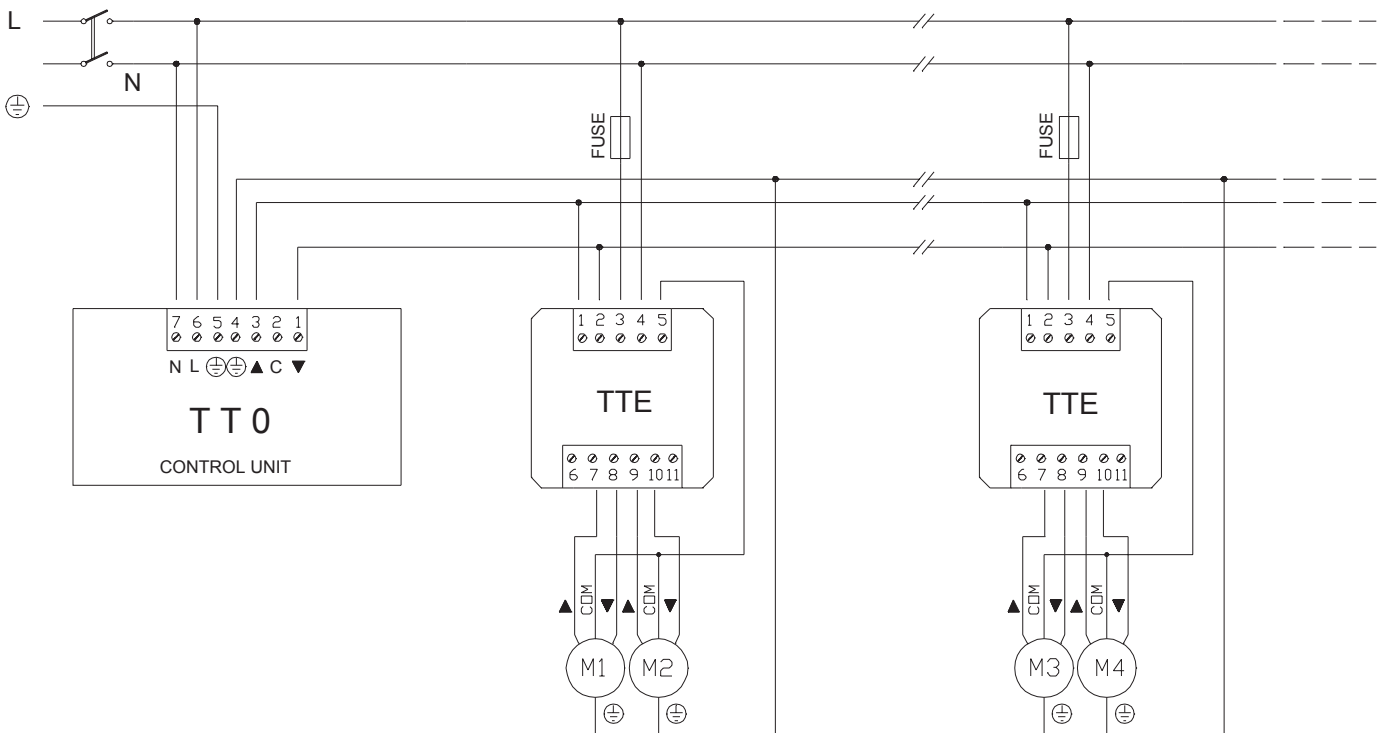 L
N
FUSE FUSE
7 6 5 4 3 2 1
N L ▲ C ▼
TT0
CONTROL UNIT
1 2 3 4 5
TTE
6 7 8 9 10 11
1 2 3 4 5
TTE
6 7 8 9 10 11
▲ COM ▼ ▲ COM ▼
▲ COM ▼ ▲ COM ▼
M1 M2
M3 M4